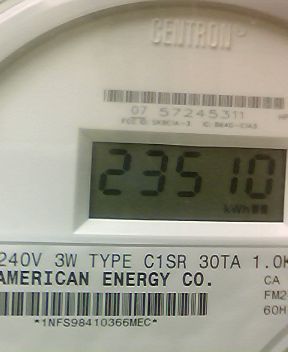 CENTRON®
07 57245311
23510
kWh
240V 3W TYPE C1SR 30TA 1.0K
AMERICAN ENERGY CO.
CA
FM2
60H
*1NFS98410366MEC*